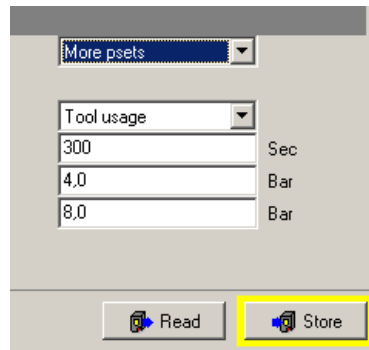 More psets
Tool usage
300 Sec
4,0 Bar
8,0 Bar
Read Store